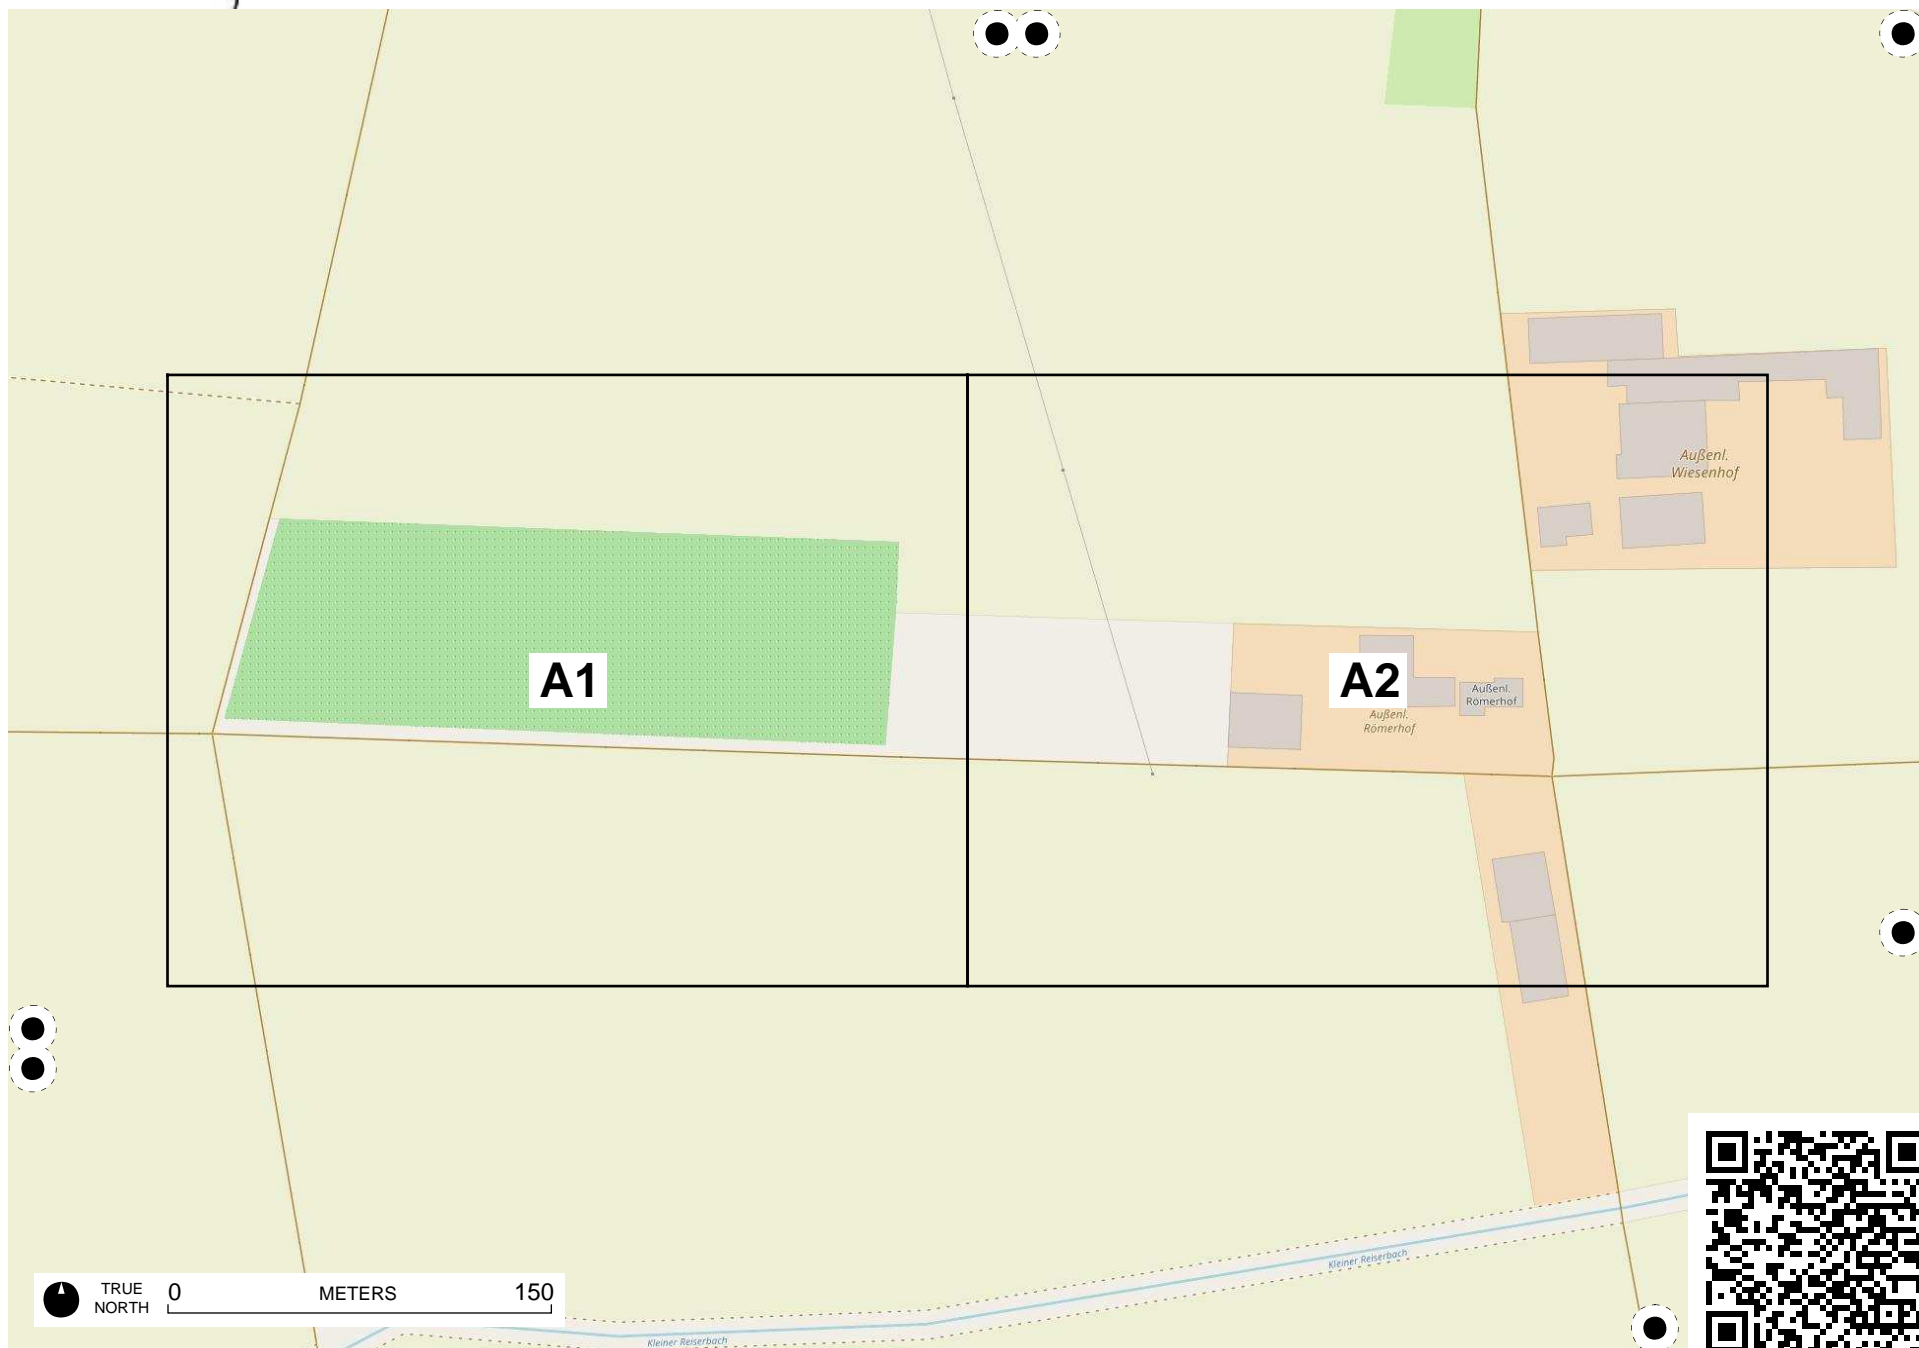 Außenl.
Wiesenhof
A1
A2
Außenl.
Römerhof
Außenl.
Römerhof
Kleiner Reiserbach
TRUE
NORTH
0
METERS
150
Kleiner Reiserbach